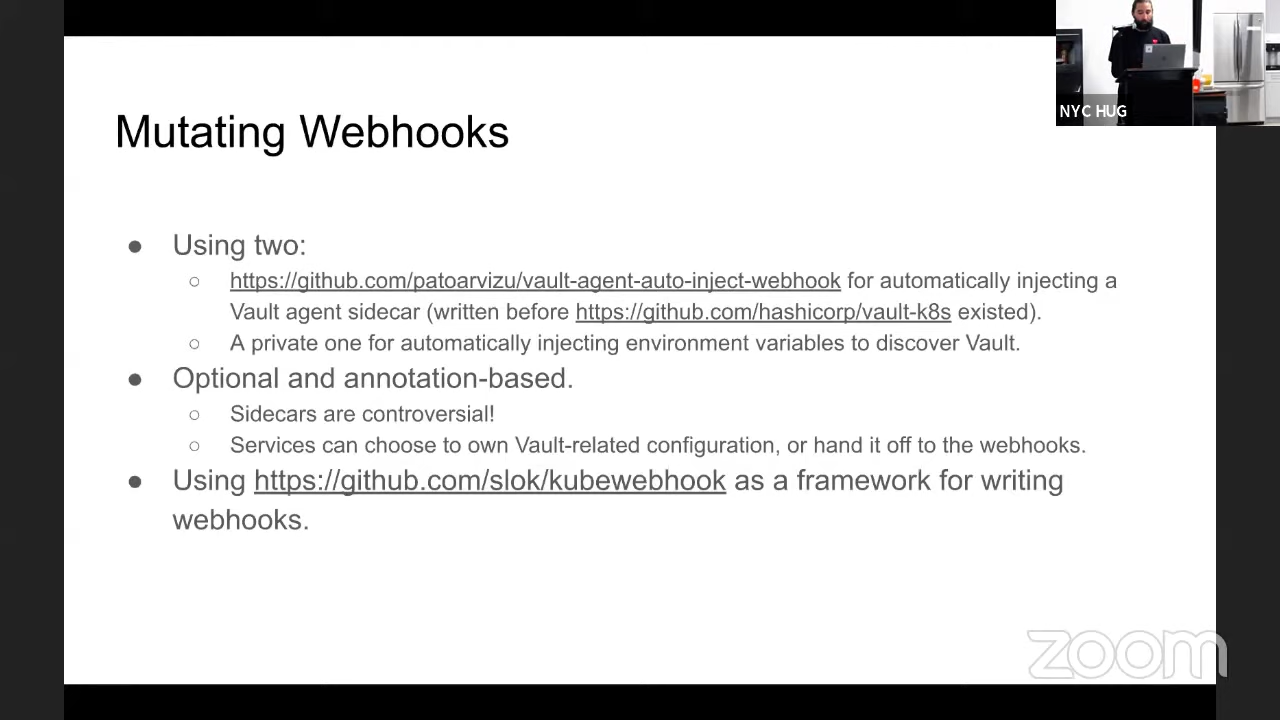 NYC HUG
Mutating Webhooks
● Using two:
○ https://github.com/patoarvizu/vault-agent-auto-inject-webhook for automatically injecting a
Vault agent sidecar (written before https://github.com/hashicorp/vault-k8s existed).
○ A private one for automatically injecting environment variables to discover Vault.
● Optional and annotation-based.
○ Sidecars are controversial!
○ Services can choose to own Vault-related configuration, or hand it off to the webhooks.
● Using https://github.com/slok/kubewebhook as a framework for writing
webhooks.
zoom